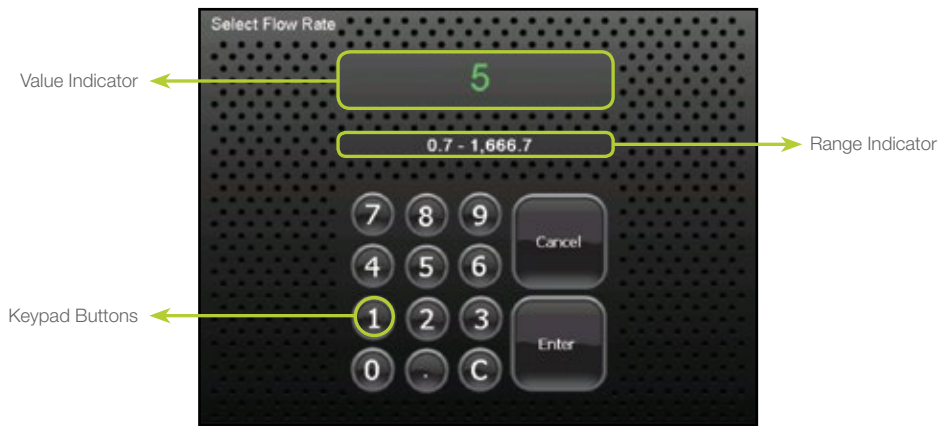 Select Flow Rate
Value Indicator
5
0.7 - 1,666.7
Range Indicator
7 8 9
Cancel
4 5 6
Keypad Buttons
1 2 3
Enter
0 . C